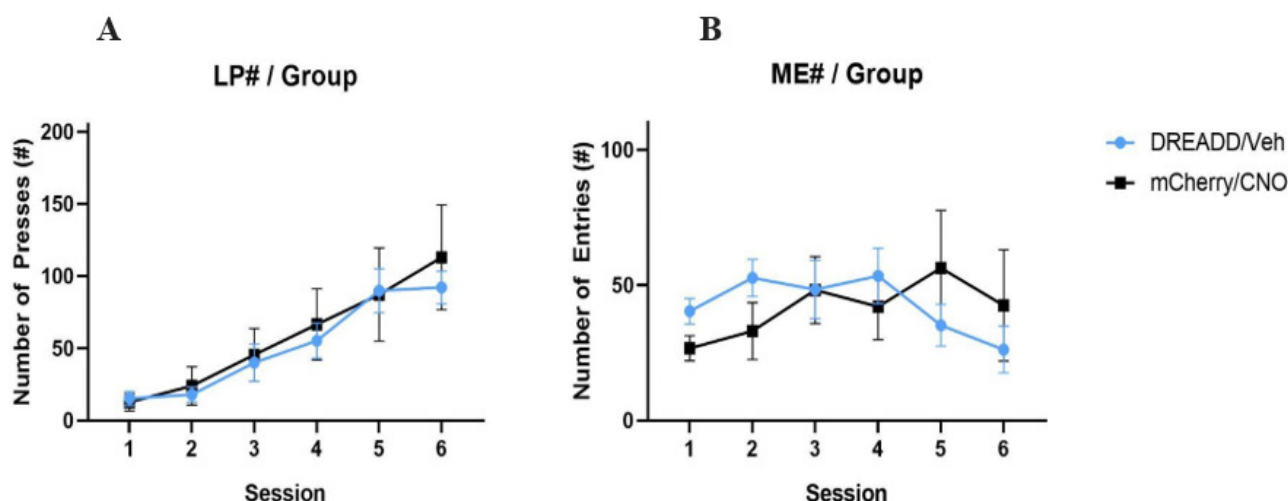 A
LP# / Group
Number of Presses (#)
200
150
100
50
0
1 2 3 4 5 6
Session
B
ME# / Group
Number of Entries (#)
100
50
0
1 2 3 4 5 6
Session
DREADD/Veh
mCherry/CNO